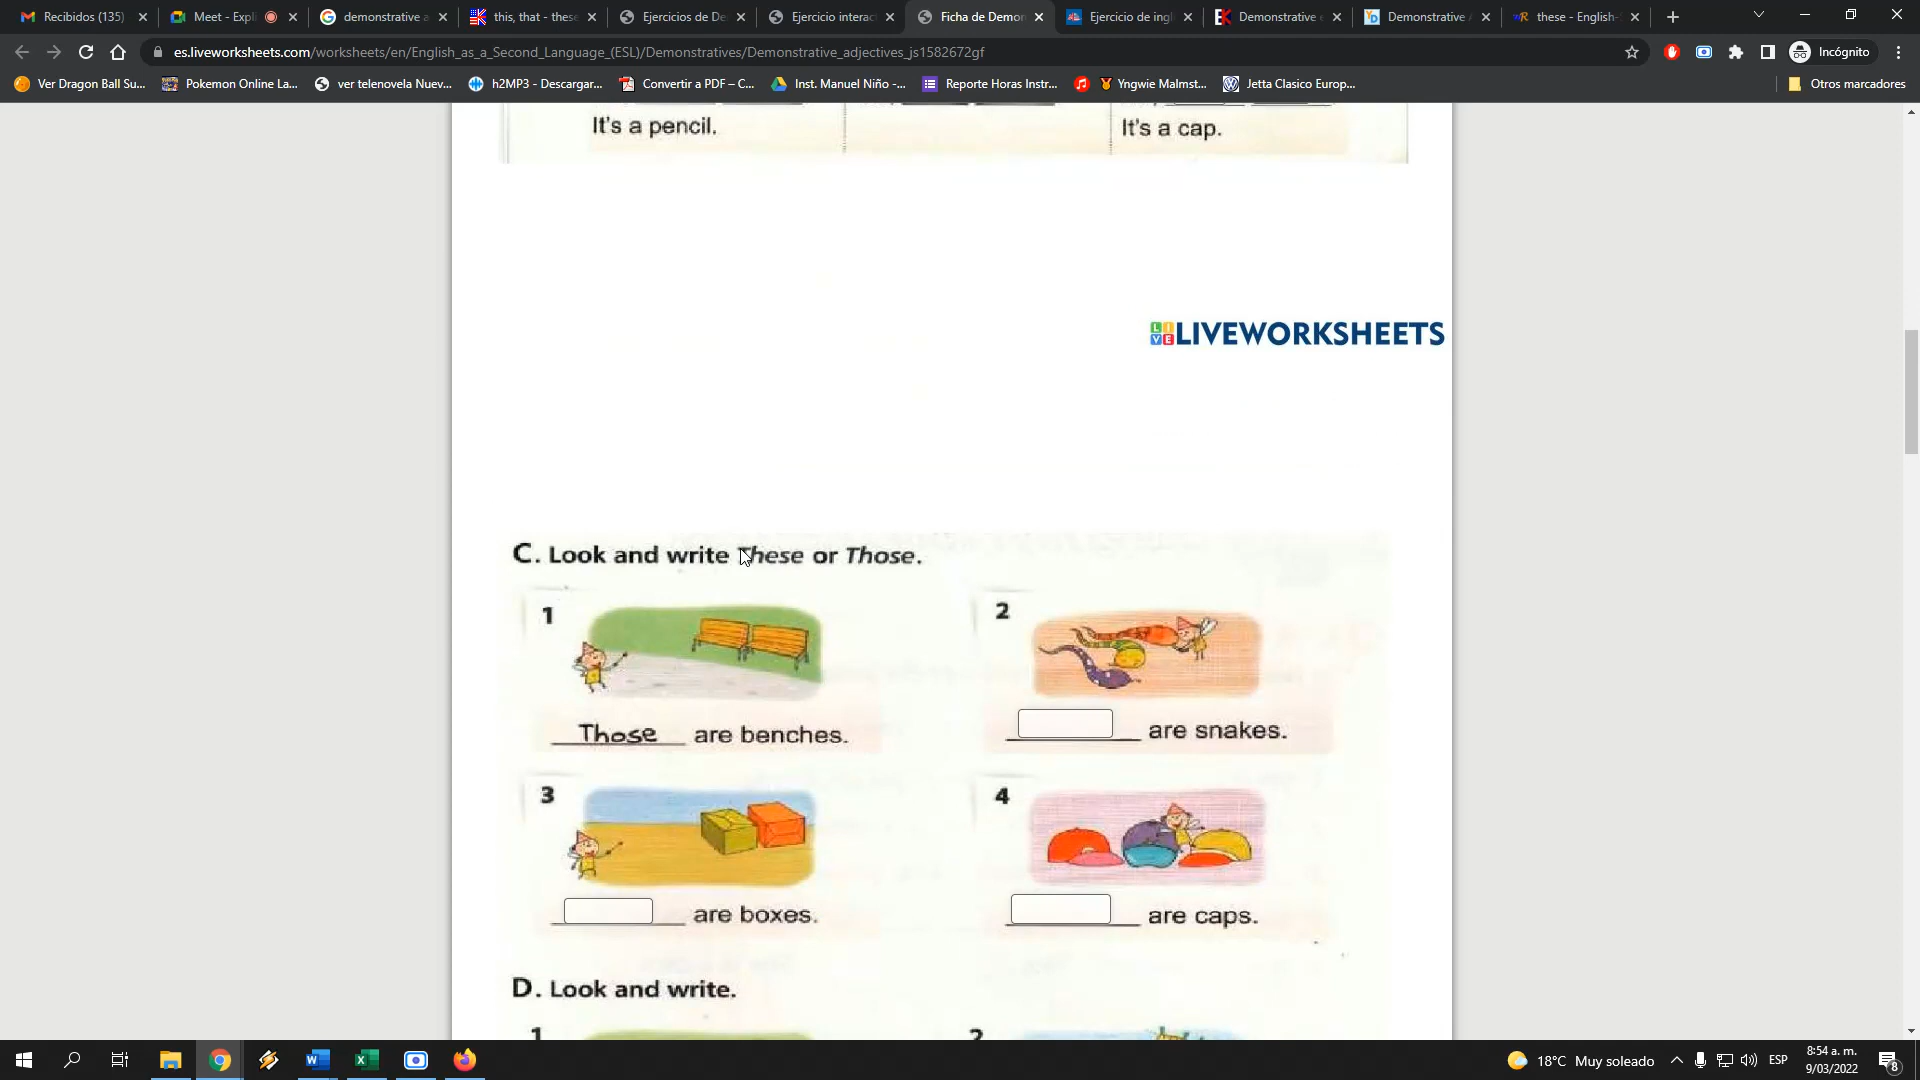 Recibidos (135)
Meet - Expli
demonstrative a
this, that - these
Ejercicios de De
Ejercicio interac
Ficha de Demon
Ejercicio de ing
Demonstrative
Demonstrative
these - English-
es.liveworksheets.com/worksheets/en/English_as_a_Second_Language_(ESL)/Demonstratives/Demonstrative_adjectives_js1582672gf
Incógnito
Ver Dragon Ball Su...
Pokemon Online La...
ver telenovela Nuev...
h2MP3 - Descargar...
Convertir a PDF – C...
Inst. Manuel Niño -...
Reporte Horas Instr...
Yngwie Malmst...
Jetta Clasico Europ...
Otros marcadores
It's a pencil.
It's a cap.
LIVEWORKSHEETS
C. Look and write These or Those.
1
2
Those are benches.
are snakes.
3
4
are boxes.
are caps.
D. Look and write.
1
2
18°C Muy soleado
ESP
8:54 a. m.
9/03/2022
8